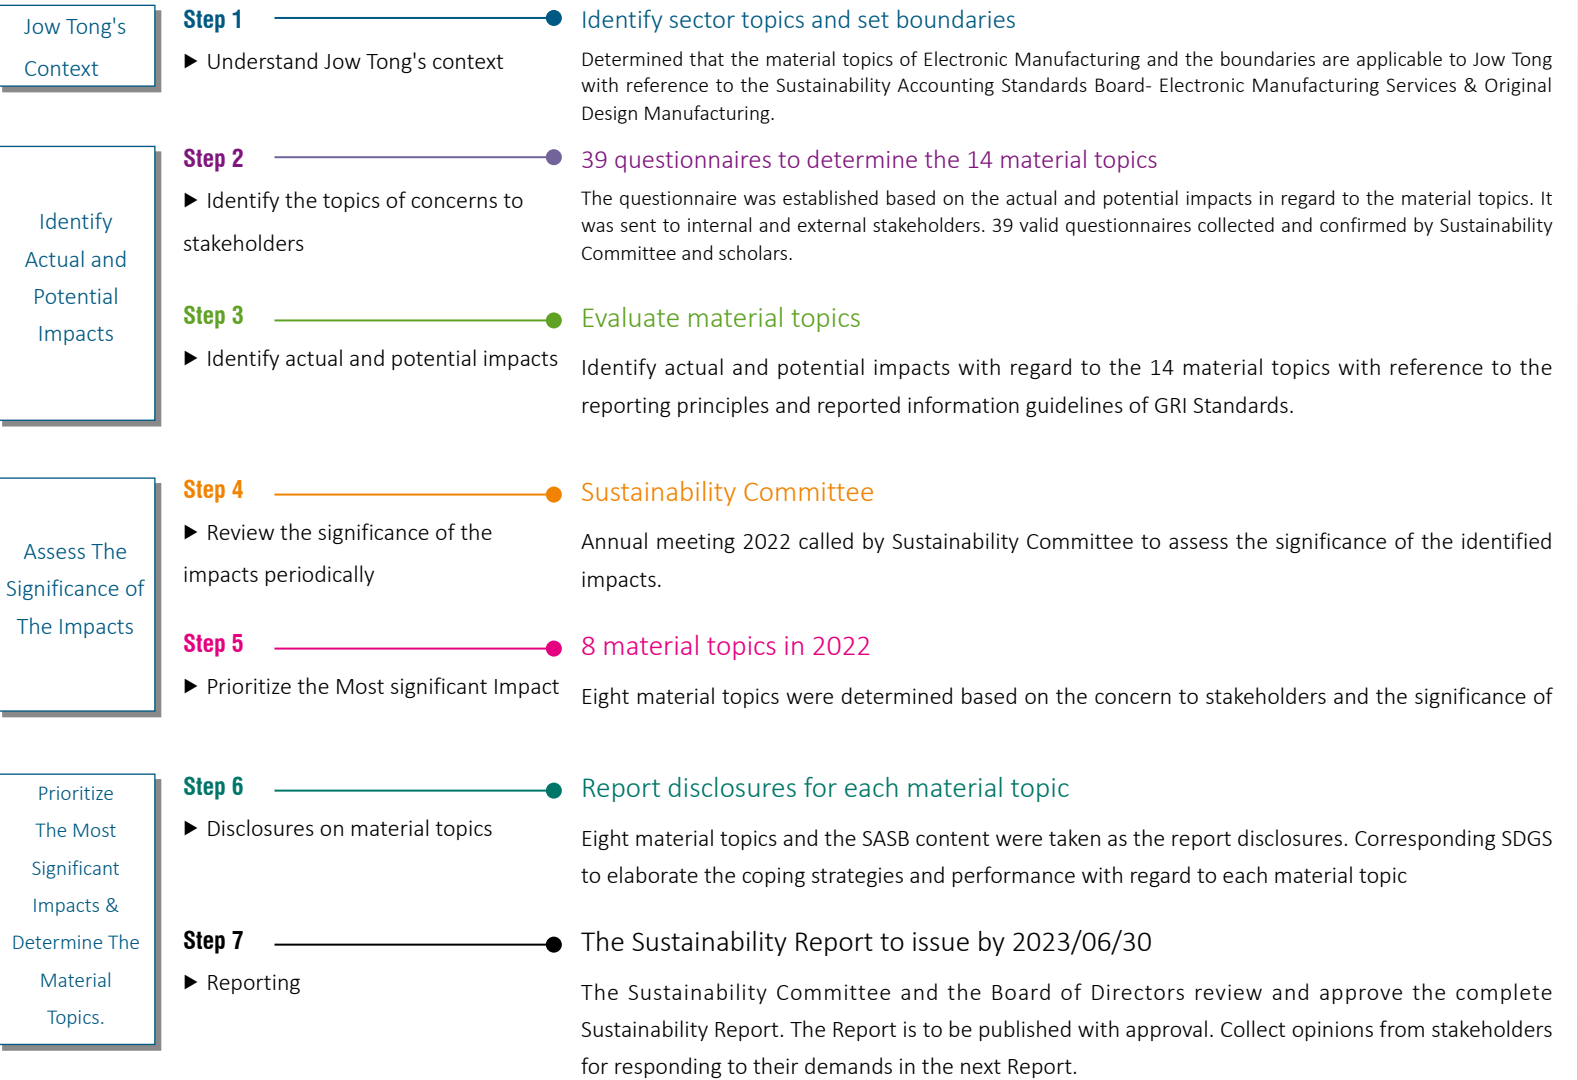 Jow Tong's
Context
Step 1
▶ Understand Jow Tong's context
Identify sector topics and set boundaries
Determined that the material topics of Electronic Manufacturing and the boundaries are applicable to Jow Tong
with reference to the Sustainability Accounting Standards Board- Electronic Manufacturing Services & Original
Design Manufacturing.
Identify
Actual and
Potential
Impacts
Step 2
▶ Identify the topics of concerns to
stakeholders
39 questionnaires to determine the 14 material topics
The questionnaire was established based on the actual and potential impacts in regard to the material topics. It
was sent to internal and external stakeholders. 39 valid questionnaires collected and confirmed by Sustainability
Committee and scholars.
Step 3
▶ Identify actual and potential impacts
Evaluate material topics
Identify actual and potential impacts with regard to the 14 material topics with reference to the
reporting principles and reported information guidelines of GRI Standards.
Assess The
Significance of
The Impacts
Step 4
▶ Review the significance of the
impacts periodically
Sustainability Committee
Annual meeting 2022 called by Sustainability Committee to assess the significance of the identified
impacts.
Step 5
▶ Prioritize the Most significant Impact
8 material topics in 2022
Eight material topics were determined based on the concern to stakeholders and the significance of
Prioritize
The Most
Significant
Impacts &
Determine The
Material
Topics.
Step 6
▶ Disclosures on material topics
Report disclosures for each material topic
Eight material topics and the SASB content were taken as the report disclosures. Corresponding SDGS
to elaborate the coping strategies and performance with regard to each material topic
Step 7
▶ Reporting
The Sustainability Report to issue by 2023/06/30
The Sustainability Committee and the Board of Directors review and approve the complete
Sustainability Report. The Report is to be published with approval. Collect opinions from stakeholders
for responding to their demands in the next Report.